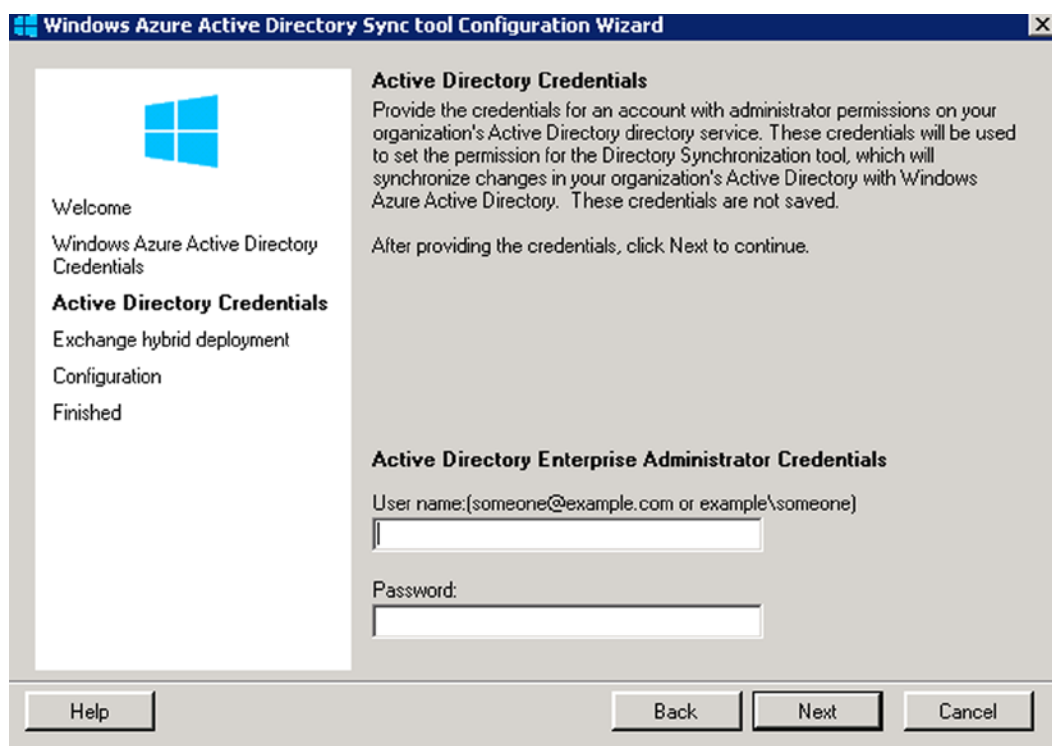 Windows Azure Active Directory Sync tool Configuration Wizard
Welcome
Windows Azure Active Directory
Credentials
Active Directory Credentials
Exchange hybrid deployment
Configuration
Finished
Active Directory Credentials
Provide the credentials for an account with administrator permissions on your
organization's Active Directory directory service. These credentials will be used
to set the permission for the Directory Synchronization tool, which will
synchronize changes in your organization's Active Directory with Windows
Azure Active Directory.  These credentials are not saved.
After providing the credentials, click Next to continue.
Active Directory Enterprise Administrator Credentials
User name:(someone@example.com or example\someone)
Password:
Help
Back
Next
Cancel